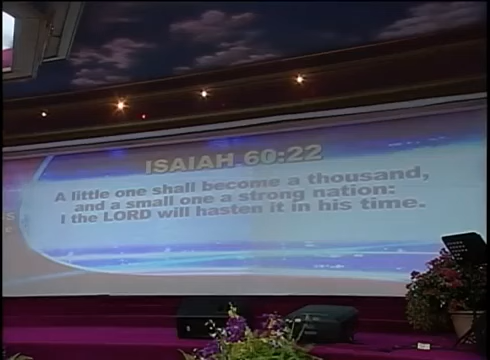 ISAIAH 60:22
A little one shall become a thousand,
and a small one a strong nation:
I the LORD will hasten it in his time.